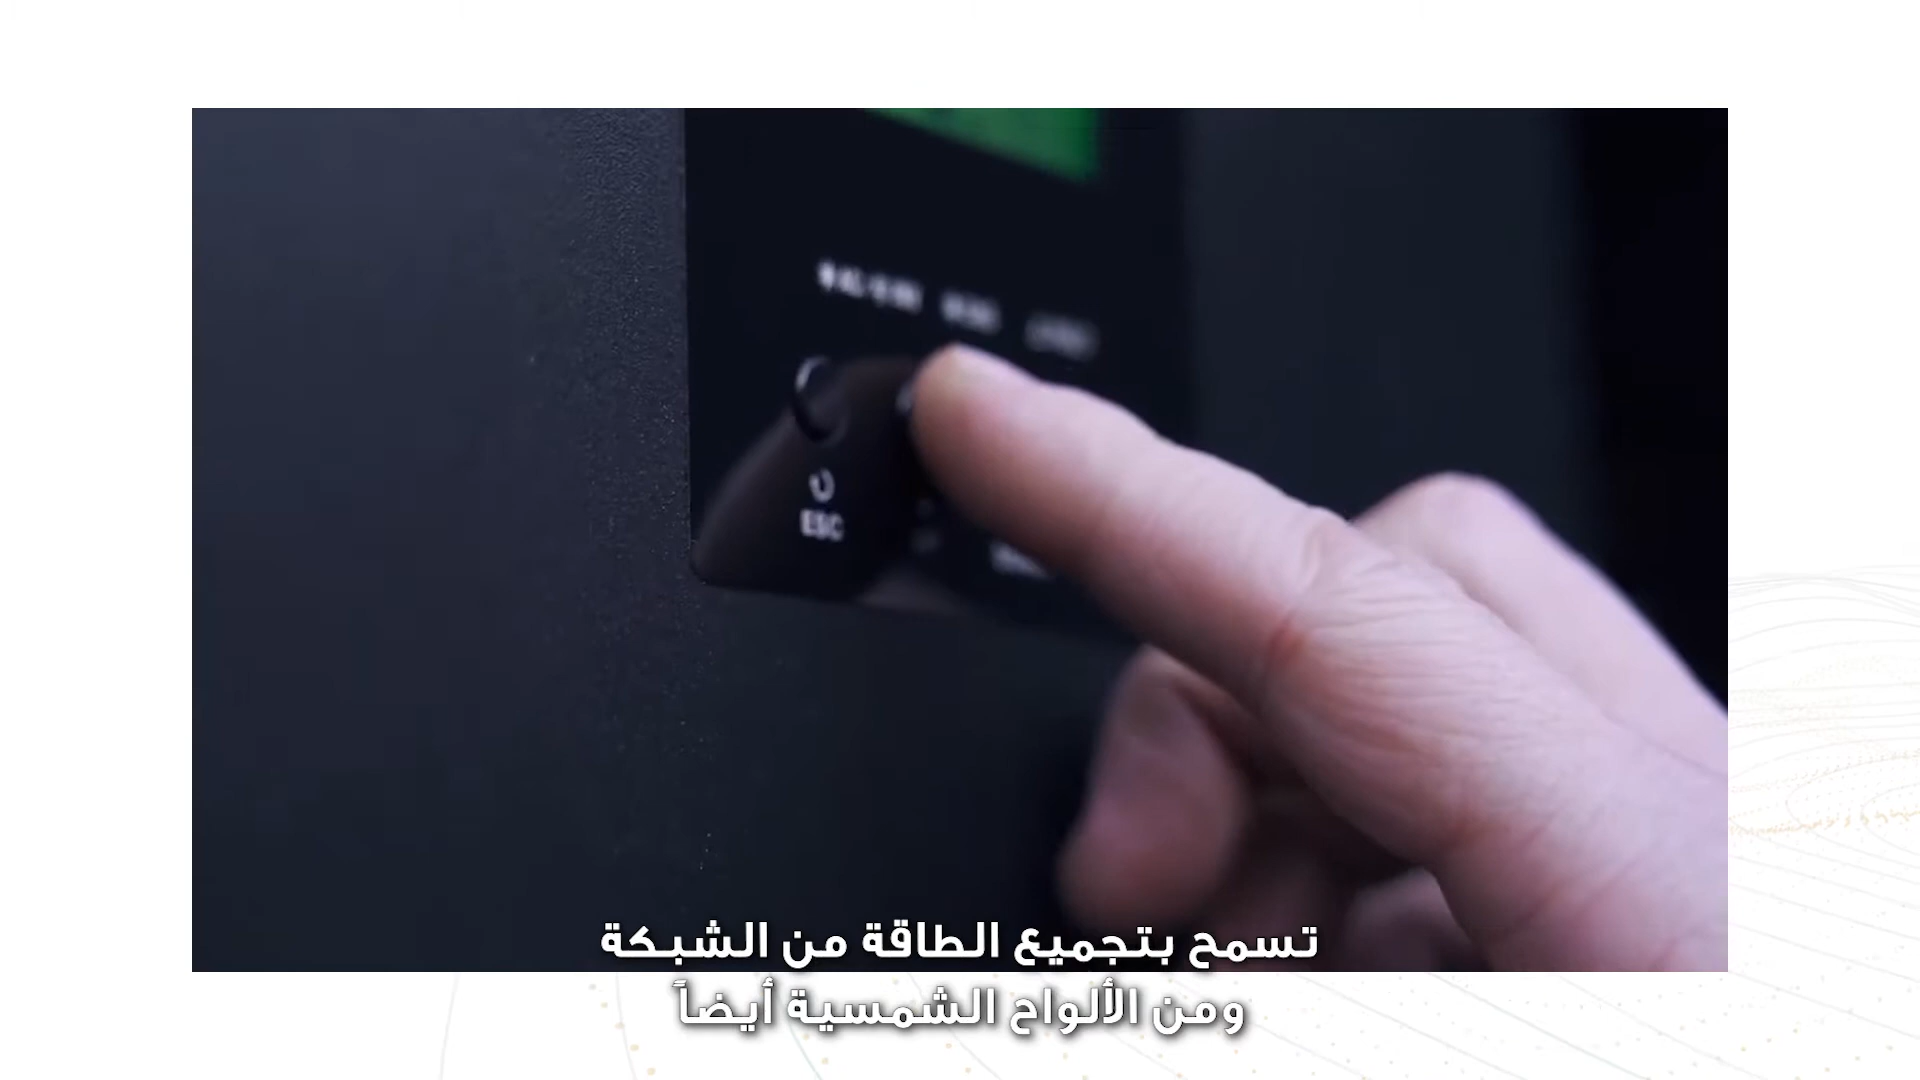 ESC
تسمح بتجميع الطاقة من الشبكة
ومن الألواح الشمسية أيضاً